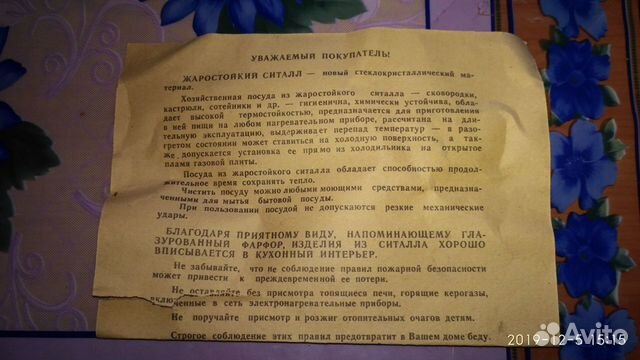 УВАЖАЕМЫЙ ПОКУПАТЕЛЬ!
ЖАРОСТОЙКИЙ СИТАЛЛ — новый стеклокристаллический ма-
териал.
Хозяйственная посуда из жаростойкого ситалла — сковородки,
кастрюли, сотейники и др. — гигиенична, химически устойчива, обла-
дает высокой термостойкостью, предназначается для приготовления
в ней пищи на любом нагревательном приборе, рассчитана на дли-
тельную эксплуатацию, выдерживает перепад температур — в разо-
гретом состоянии может ставиться на холодную поверхность, а так-
же допускается установка ее прямо из холодильника на открытое
пламя газовой плиты.
Посуда из жаростойкого ситалла обладает способностью продол-
жительное время сохранять тепло.
Чистить посуду можно любыми моющими средствами, предназна-
ченными для мытья бытовой посуды.
При пользовании посудой не допускаются резкие механические
удары.
БЛАГОДАРЯ ПРИЯТНОМУ ВИДУ, НАПОМИНАЮЩЕМУ ГЛА-
ЗУРОВАННЫЙ ФАРФОР, ИЗДЕЛИЯ ИЗ СИТАЛЛА ХОРОШО
ВПИСЫВАЕТСЯ В КУХОННЫЙ ИНТЕРЬЕР.
Не забывайте, что не соблюдение правил пожарной безопасности
может привести к преждевременной ее потери.
Не оставляйте без присмотра топящиеся печи, горящие керогазы,
включенные в сеть электронагревательные приборы.
Не поручайте присмотр и розжиг отопительных очагов детям.
Строгое соблюдение этих правил предотвратит в Вашем доме беду.
2019-12-5 15:15
Avito